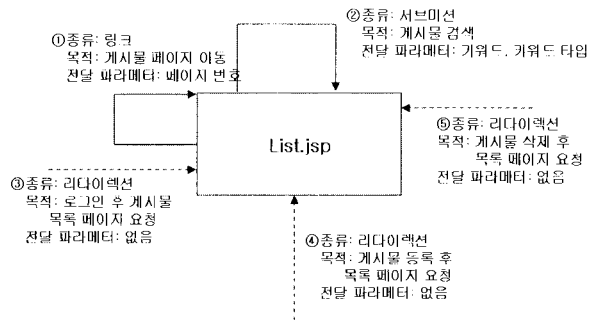 ①종류: 링크
목적: 게시물 페이지 이동
전달 파라메터: 페이지 번호
②종류: 서브미션
목적: 게시물 검색
전달 파라메터: 키워드, 키워드 타입
List.jsp
③종류: 리다이렉션
목적: 로그인 후 게시물
목록 페이지 요청
전달 파라메터: 없음
④종류: 리다이렉션
목적: 게시물 등록 후
목록 페이지 요청
전달 파라메터: 없음
⑤종류: 리다이렉션
목적: 게시물 삭제 후
목록 페이지 요청
전달 파라메터: 없음